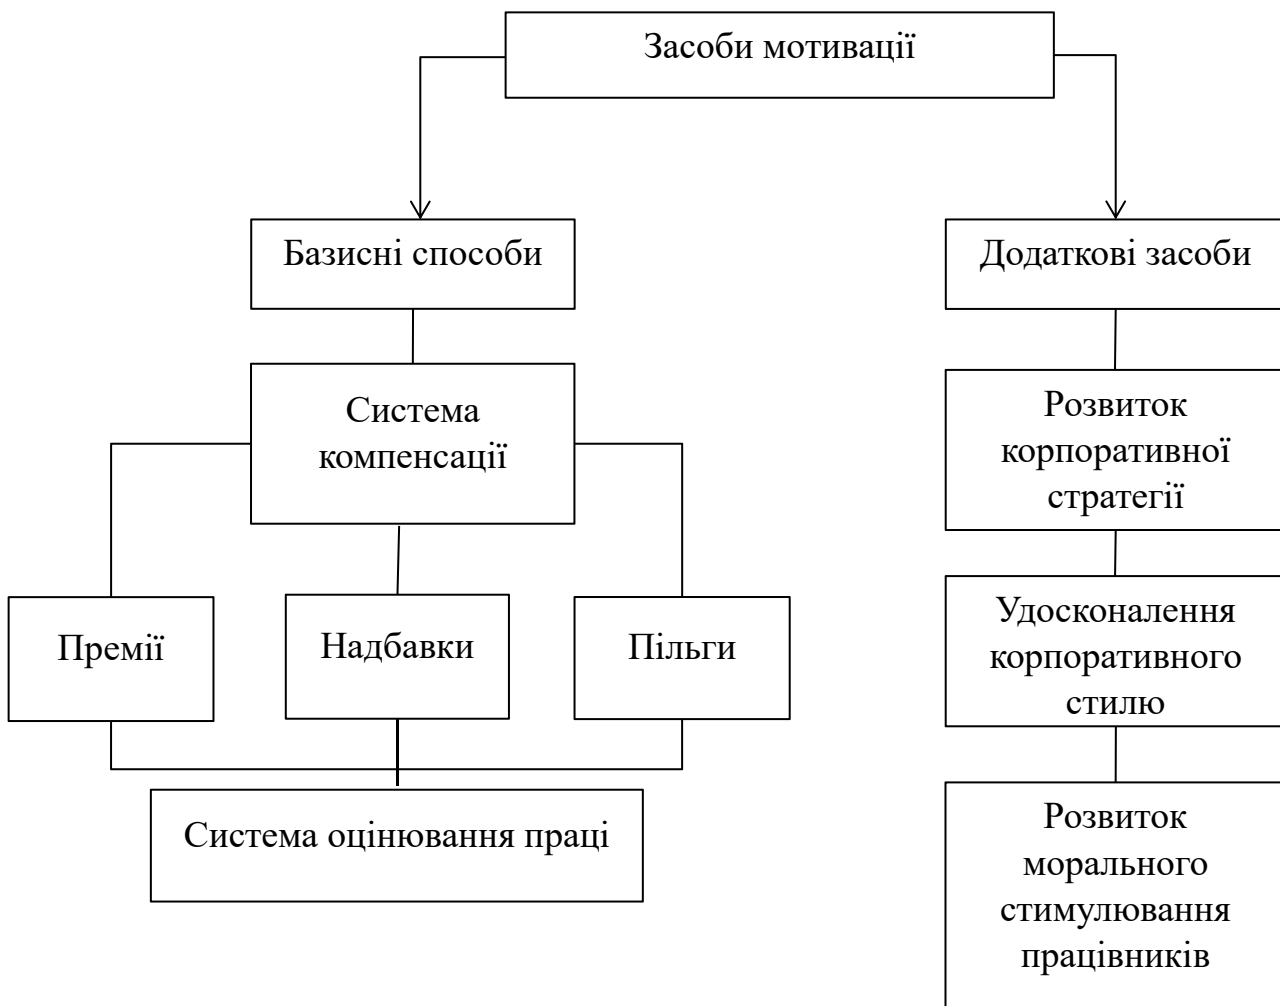 Засоби мотивації
Базисні способи
Додаткові засоби
Система
компенсації
Розвиток
корпоративної
стратегії
Премії
Надбавки
Пільги
Удосконалення
корпоративного
стилю
Система оцінювання праці
Розвиток
морального
стимулювання
працівників